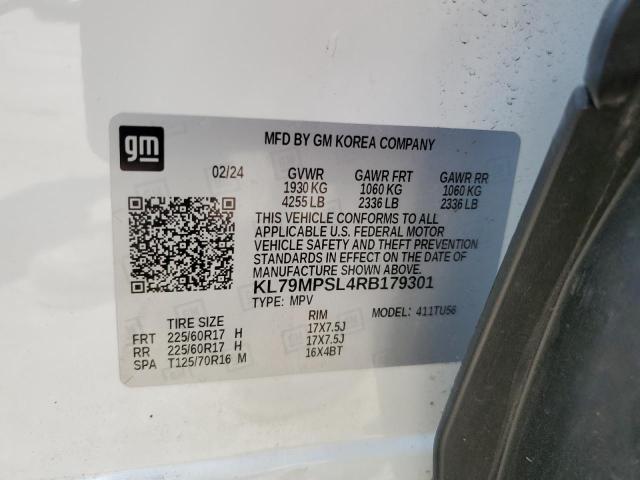 gm
MFD BY GM KOREA COMPANY
02/24 GVWR GAWR FRT GAWR RR
1930 KG 1060 KG 1060 KG
4255 LB 2336 LB 2336 LB
THIS VEHICLE CONFORMS TO ALL
APPLICABLE U.S. FEDERAL MOTOR
VEHICLE SAFETY AND THEFT PREVENTION
STANDARDS IN EFFECT ON THE DATE OF
MANUFACTURE SHOWN ABOVE.
KL79MPSL4RB179301
TYPE: MPV MODEL: 411TU56
TIRE SIZE RIM
FRT 225/60R17 H 17X7.5J
RR 225/60R17 H 17X7.5J
SPA T125/70R16 M 16X4BT